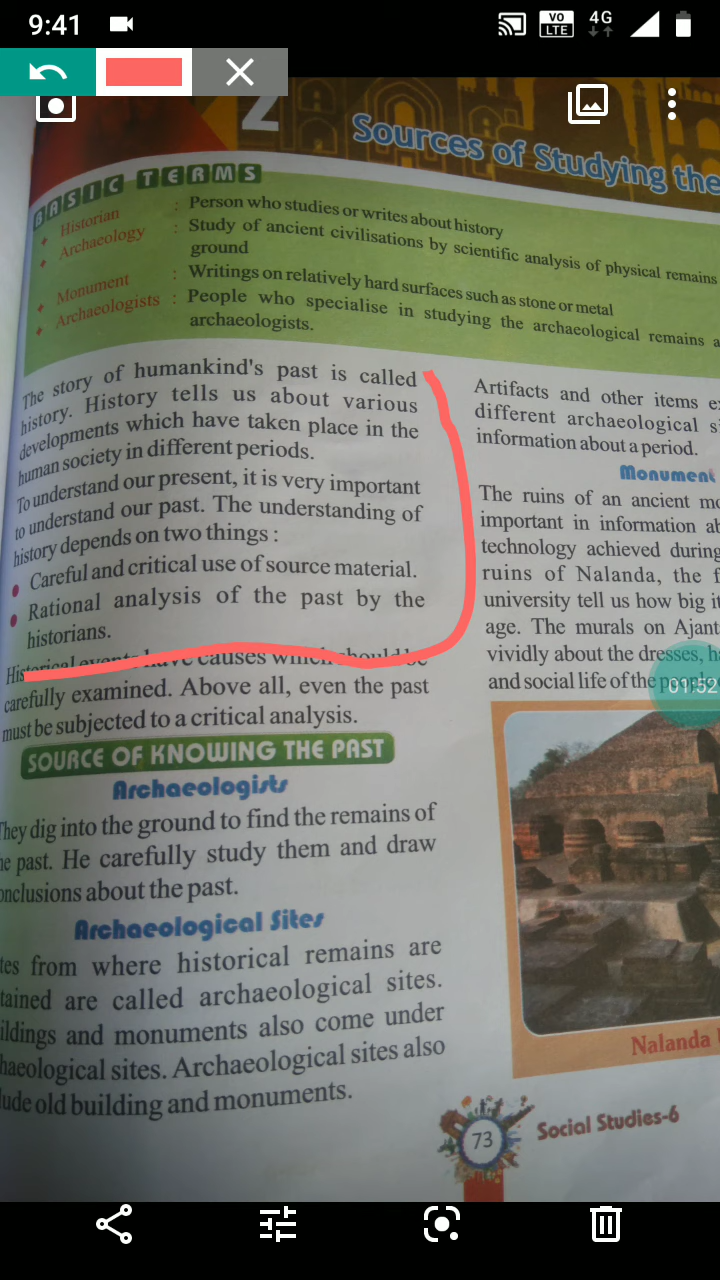 9:41
VO
LTE
4G
2
Sources of Studying the
BASIC TERMS
Historian : Person who studies or writes about history
Archaeology : Study of ancient civilisations by scientific analysis of physical remains
ground
Monument : Writings on relatively hard surfaces such as stone or metal
Archaeologists : People who specialise in studying the archaeological remains
archaeologists.
The story of humankind's past is called
history. History tells us about various
developments which have taken place in the
human society in different periods.
To understand our present, it is very important
to understand our past. The understanding of
history depends on two things :
• Careful and critical use of source material.
• Rational analysis of the past by the
historians.
Historical events have causes which should be
carefully examined. Above all, even the past
must be subjected to a critical analysis.
SOURCE OF KNOWING THE PAST
Archaeologists
They dig into the ground to find the remains of
past. He carefully study them and draw
about the past.
Archaeological Sites
from where historical remains are
are called archaeological sites.
and monuments also come under
sites. Archaeological sites also
old building and monuments.
Artifacts and other items
different archaeological
information about a period.
Monument
The ruins of an ancient
important in information
technology achieved during
ruins of Nalanda, the
university tell us how big
age. The murals on
vividly about the dresses,
and social life of the people
01:52
Nalanda
73
Social Studies-6